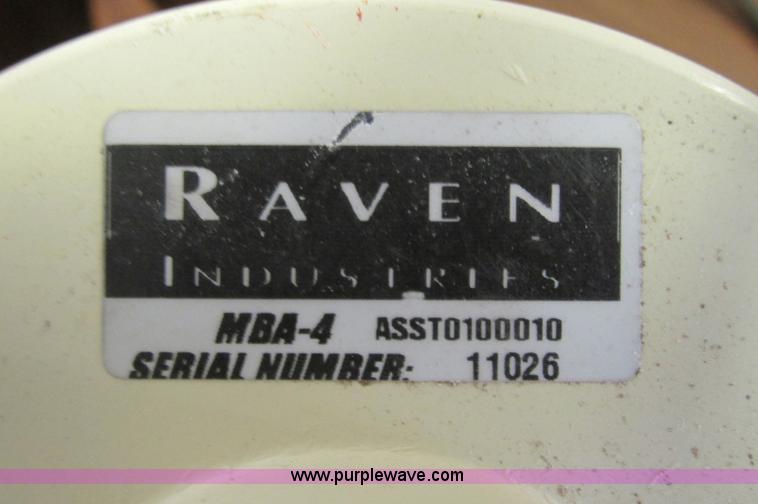 RAVEN
INDUSTRIES
MBA-4 ASST0100010
SERIAL NUMBER: 11026
www.purplewave.com